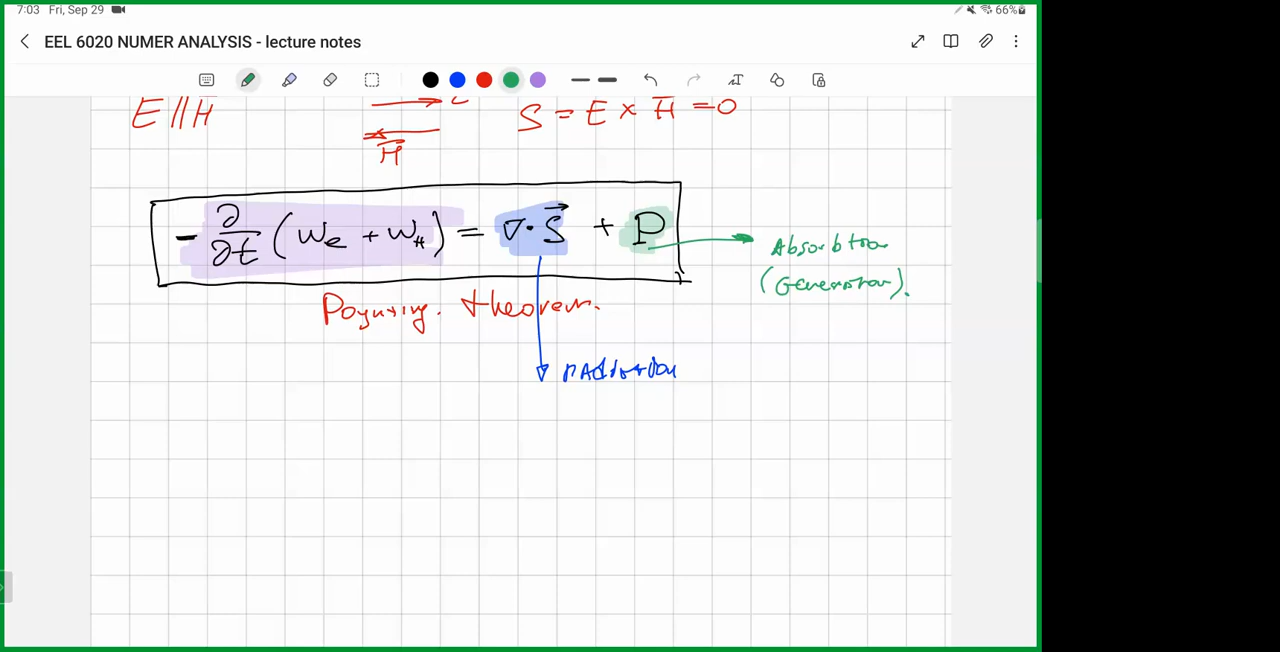 7:03 Fri, Sep 29 66%
EEL 6020 NUMER ANALYSIS - lecture notes
E // H̅
H̅
S = E × H̅ = 0
- ∂/∂t (We + WH) = ∇·S⃗ + P
Absorbtion
(Generation).
Poynting. theorem.
radiation